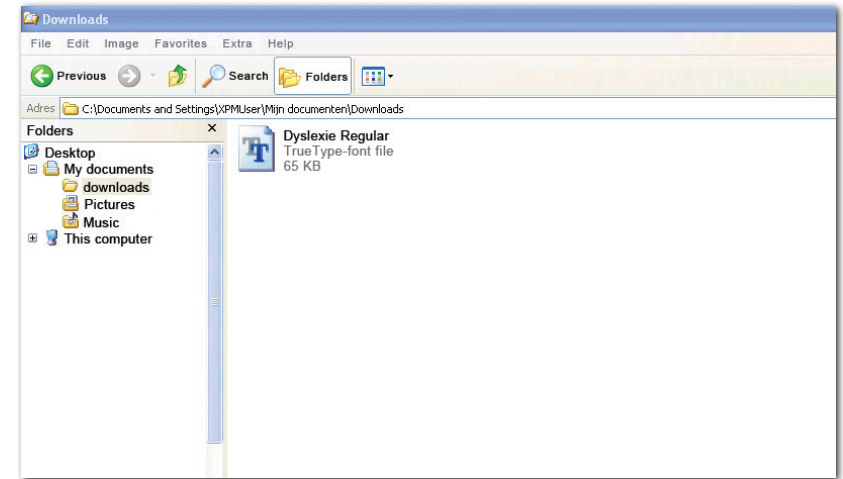 Downloads
File Edit Image Favorites Extra Help
Previous Search Folders
Adres C:\Documents and Settings\XPMUser\Mijn documenten\Downloads
Folders x
Desktop
My documents
downloads
Pictures
Music
This computer
Dyslexie Regular
TrueType-font file
65 KB